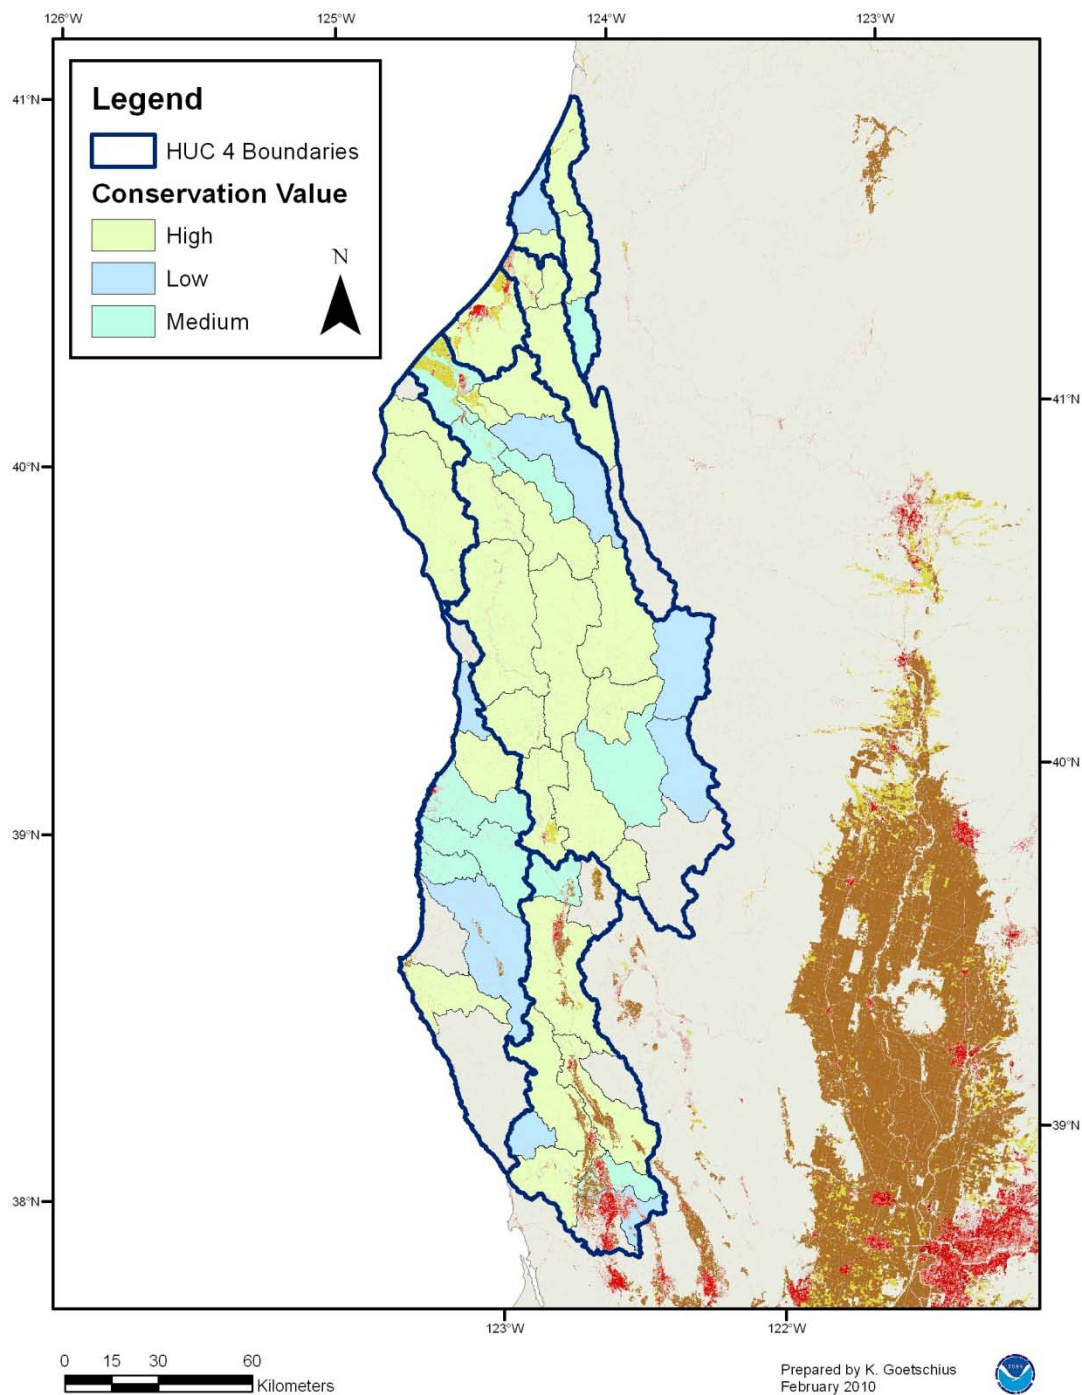 126°W 125°W 124°W 123°W
41°N
Legend
HUC 4 Boundaries
Conservation Value
High
Low
Medium
N
41°N
40°N
40°N
39°N
39°N
38°N
123°W 122°W
0 15 30 60
Kilometers
Prepared by K. Goetschius
February 2010